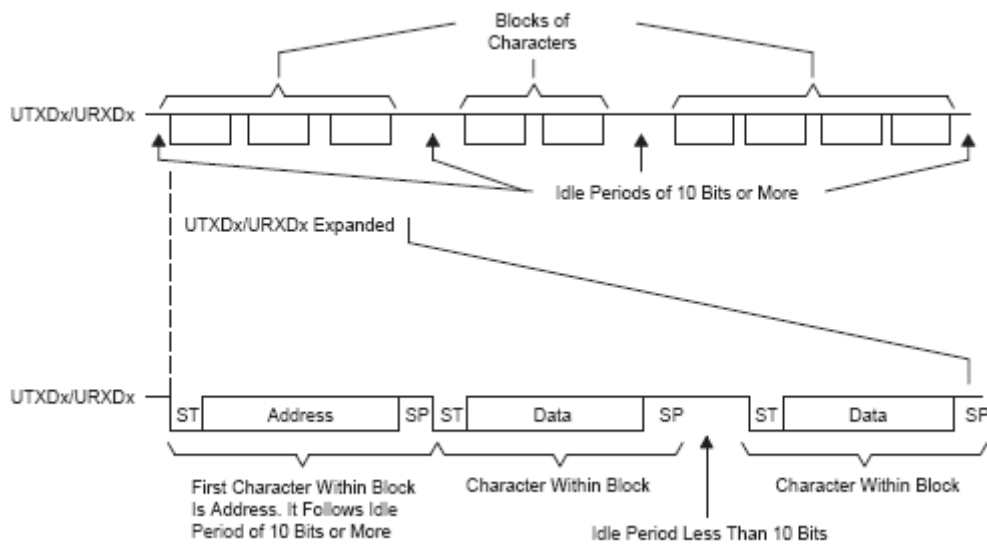 Blocks of
Characters
UTXDx/URXDx
Idle Periods of 10 Bits or More
UTXDx/URXDx Expanded
UTXDx/URXDx
ST
Address
SP
ST
Data
SP
ST
Data
SP
First Character Within Block
Is Address. It Follows Idle
Period of 10 Bits or More
Character Within Block
Character Within Block
Idle Period Less Than 10 Bits